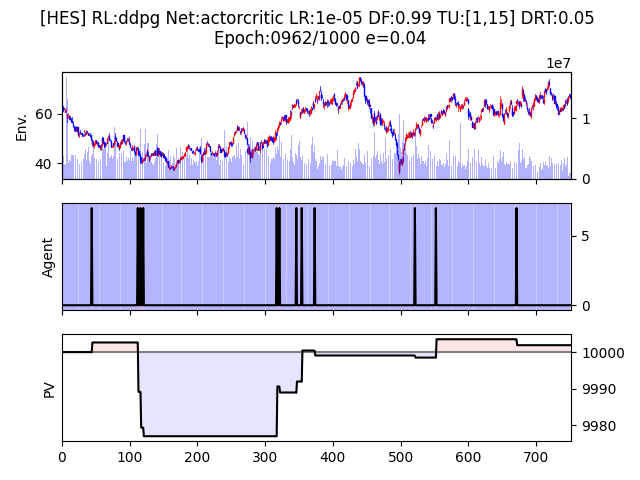 [HES] RL:ddpg Net:actorcritic LR:1e-05 DF:0.99 TU:[1,15] DRT:0.05
Epoch:0962/1000 e=0.04
1e7
Env.
60
40
1
0
Agent
5
0
PV
10000
9990
9980
0 100 200 300 400 500 600 700